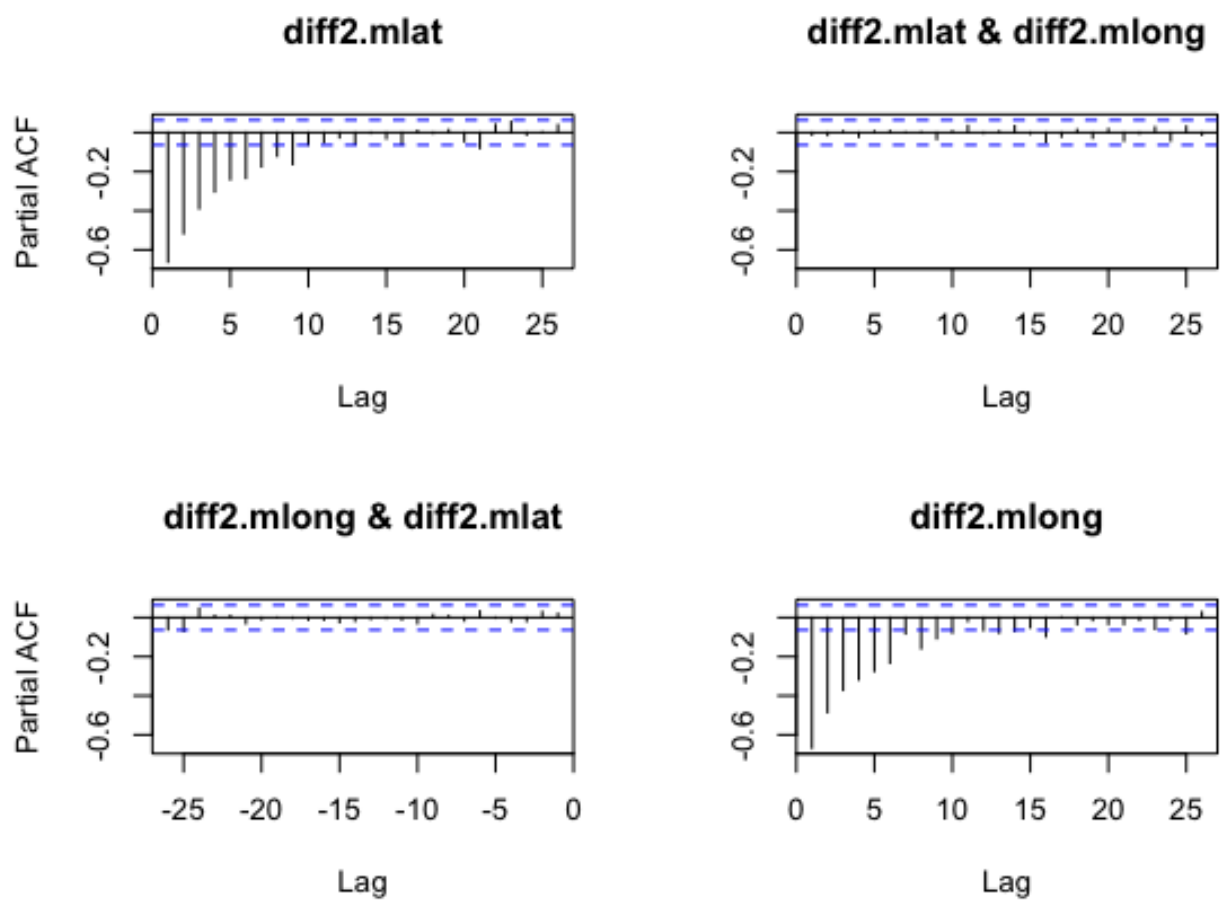 diff2.mlat
Partial ACF
-0.2
-0.6
0 5 10 15 20 25
Lag
diff2.mlat & diff2.mlong
-0.2
-0.6
0 5 10 15 20 25
Lag
diff2.mlong & diff2.mlat
Partial ACF
-0.2
-0.6
-25 -20 -15 -10 -5 0
Lag
diff2.mlong
-0.2
-0.6
0 5 10 15 20 25
Lag